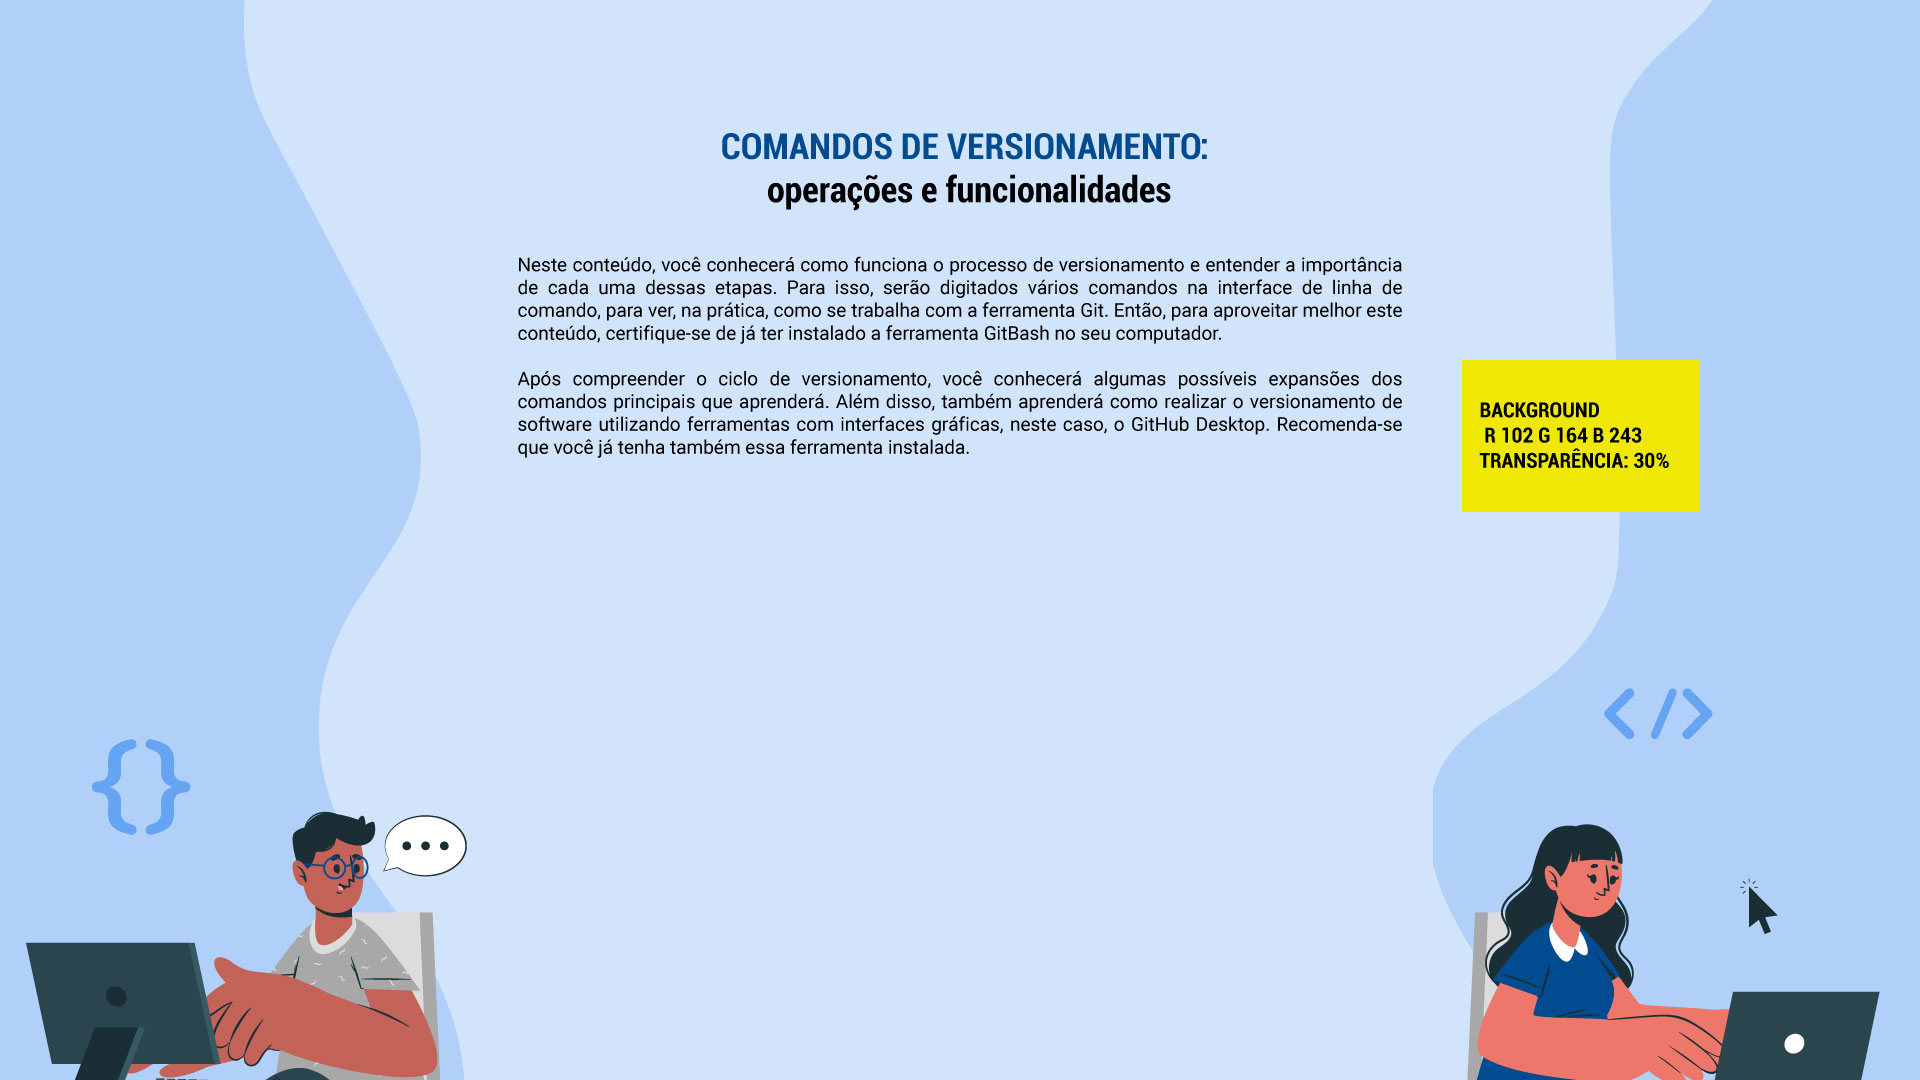 COMANDOS DE VERSIONAMENTO:
operações e funcionalidades
Neste conteúdo, você conhecerá como funciona o processo de versionamento e entender a importância
de cada uma dessas etapas. Para isso, serão digitados vários comandos na interface de linha de
comando, para ver, na prática, como se trabalha com a ferramenta Git. Então, para aproveitar melhor este
conteúdo, certifique-se de já ter instalado a ferramenta GitBash no seu computador.
Após compreender o ciclo de versionamento, você conhecerá algumas possíveis expansões dos
comandos principais que aprenderá. Além disso, também aprenderá como realizar o versionamento de
software utilizando ferramentas com interfaces gráficas, neste caso, o GitHub Desktop. Recomenda-se
que você já tenha também essa ferramenta instalada.
BACKGROUND
R 102 G 164 B 243
TRANSPARÊNCIA: 30%
{}
</>